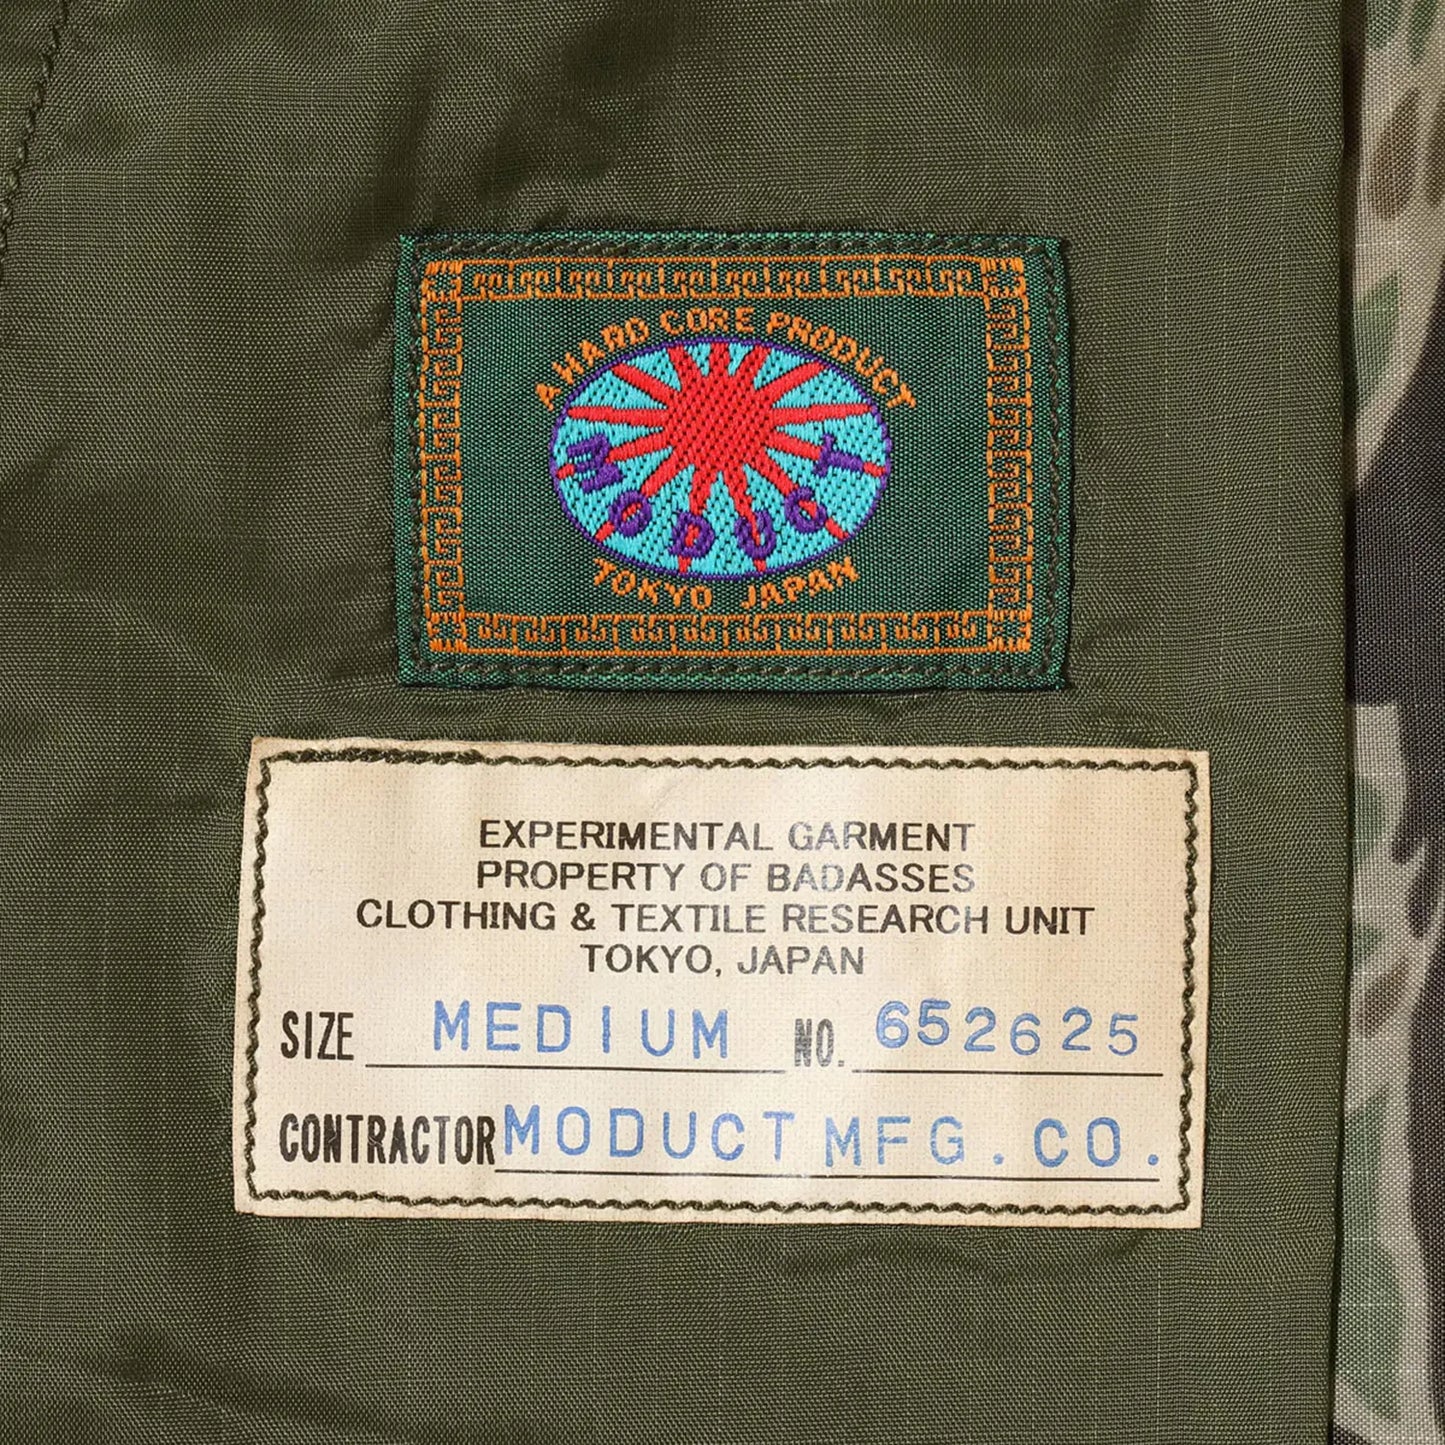 A HARD CORE PRODUCT
MODUCT
TOKYO JAPAN
EXPERIMENTAL GARMENT
PROPERTY OF BADASSES
CLOTHING & TEXTILE RESEARCH UNIT
TOKYO, JAPAN
SIZE MEDIUM NO. 652625
CONTRACTOR MODUCT MFG. CO.